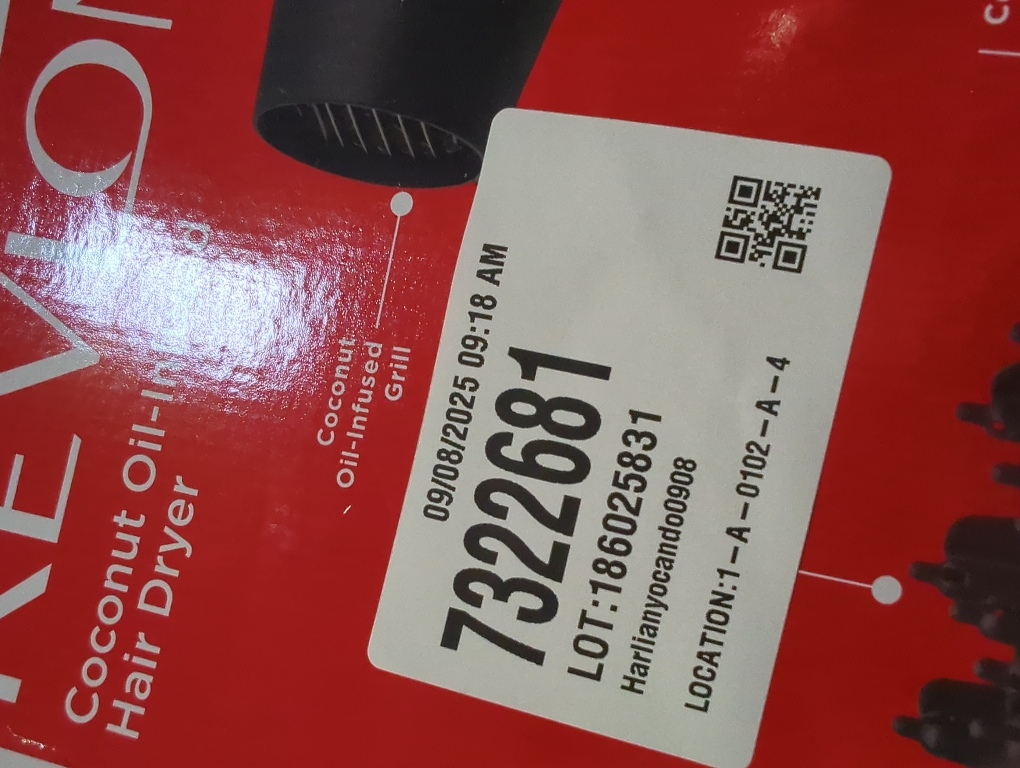 REVLON
Coconut Oil-Infused
Hair Dryer
Coconut
Oil-Infused
Grill
09/08/2025 09:18 AM
7322681
LOT:186025831
Harlianyocando0908
LOCATION:1-A-0102-A-4